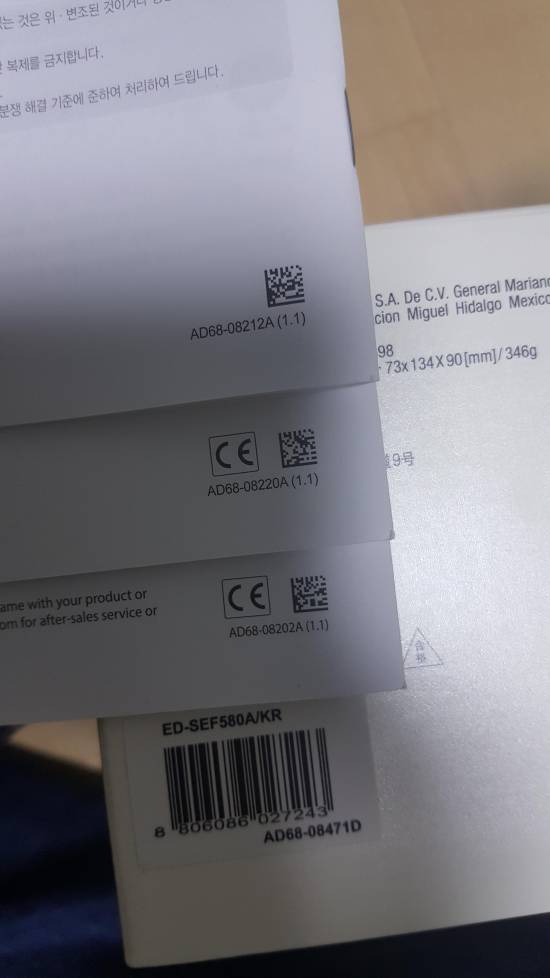 는 것은 위 · 변조된 것이거나
복제를 금지합니다.
분쟁 해결 기준에 준하여 처리하여 드립니다.
AD68-08212A (1.1)
S.A. De C.V. General Mariano
cion Miguel Hidalgo Mexico
98
73x134X90[mm]/346g
CE
AD68-08220A (1.1)
9号
ame with your product or
om for after-sales service or
CE
AD68-08202A (1.1)
合格
ED-SEF580A/KR
8 806086 027243
AD68-08471D